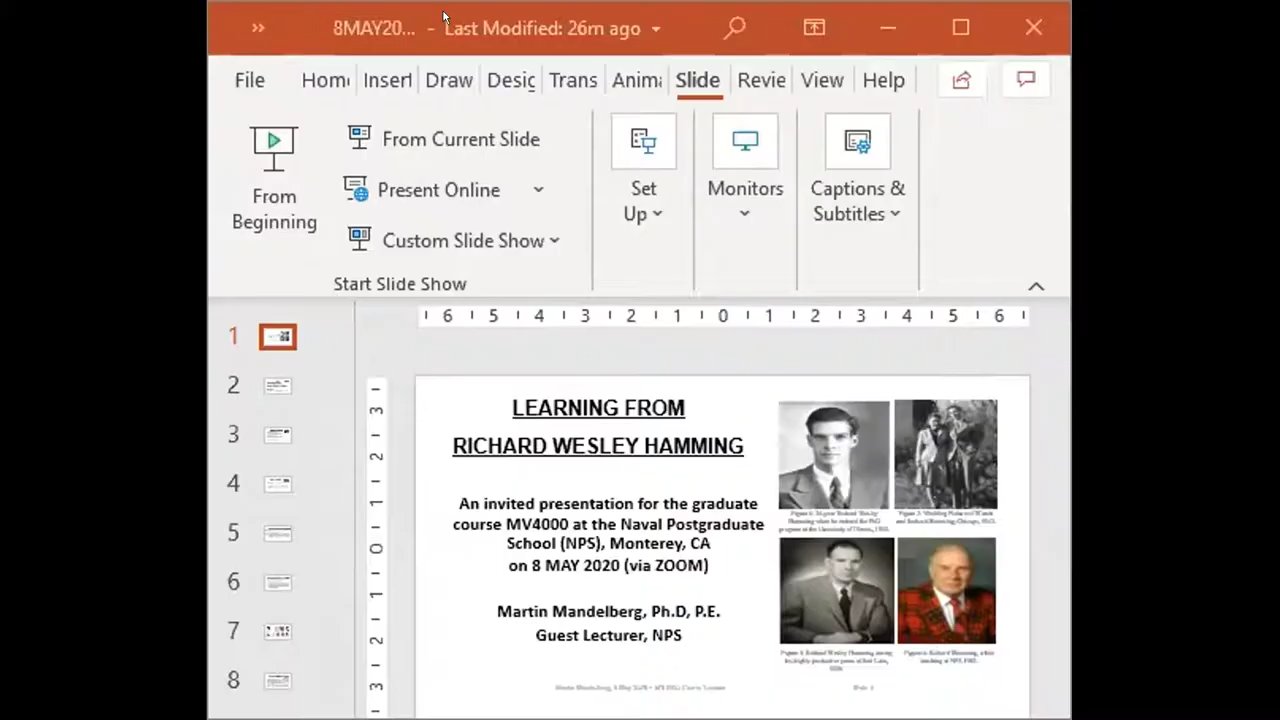 8MAY20... - Last Modified: 26m ago
File Hom Insert Draw Desig Trans Anima Slide Revie View Help
From Beginning
From Current Slide
Present Online
Custom Slide Show
Set Up
Monitors
Captions & Subtitles
Start Slide Show
6 5 4 3 2 1 0 1 2 3 4 5 6
1
2
3
4
5
6
7
8
3
2
1
0
1
2
3
LEARNING FROM
RICHARD WESLEY HAMMING
An invited presentation for the graduate
course MV4000 at the Naval Postgraduate
School (NPS), Monterey, CA
on 8 MAY 2020 (via ZOOM)
Martin Mandelberg, Ph.D, P.E.
Guest Lecturer, NPS